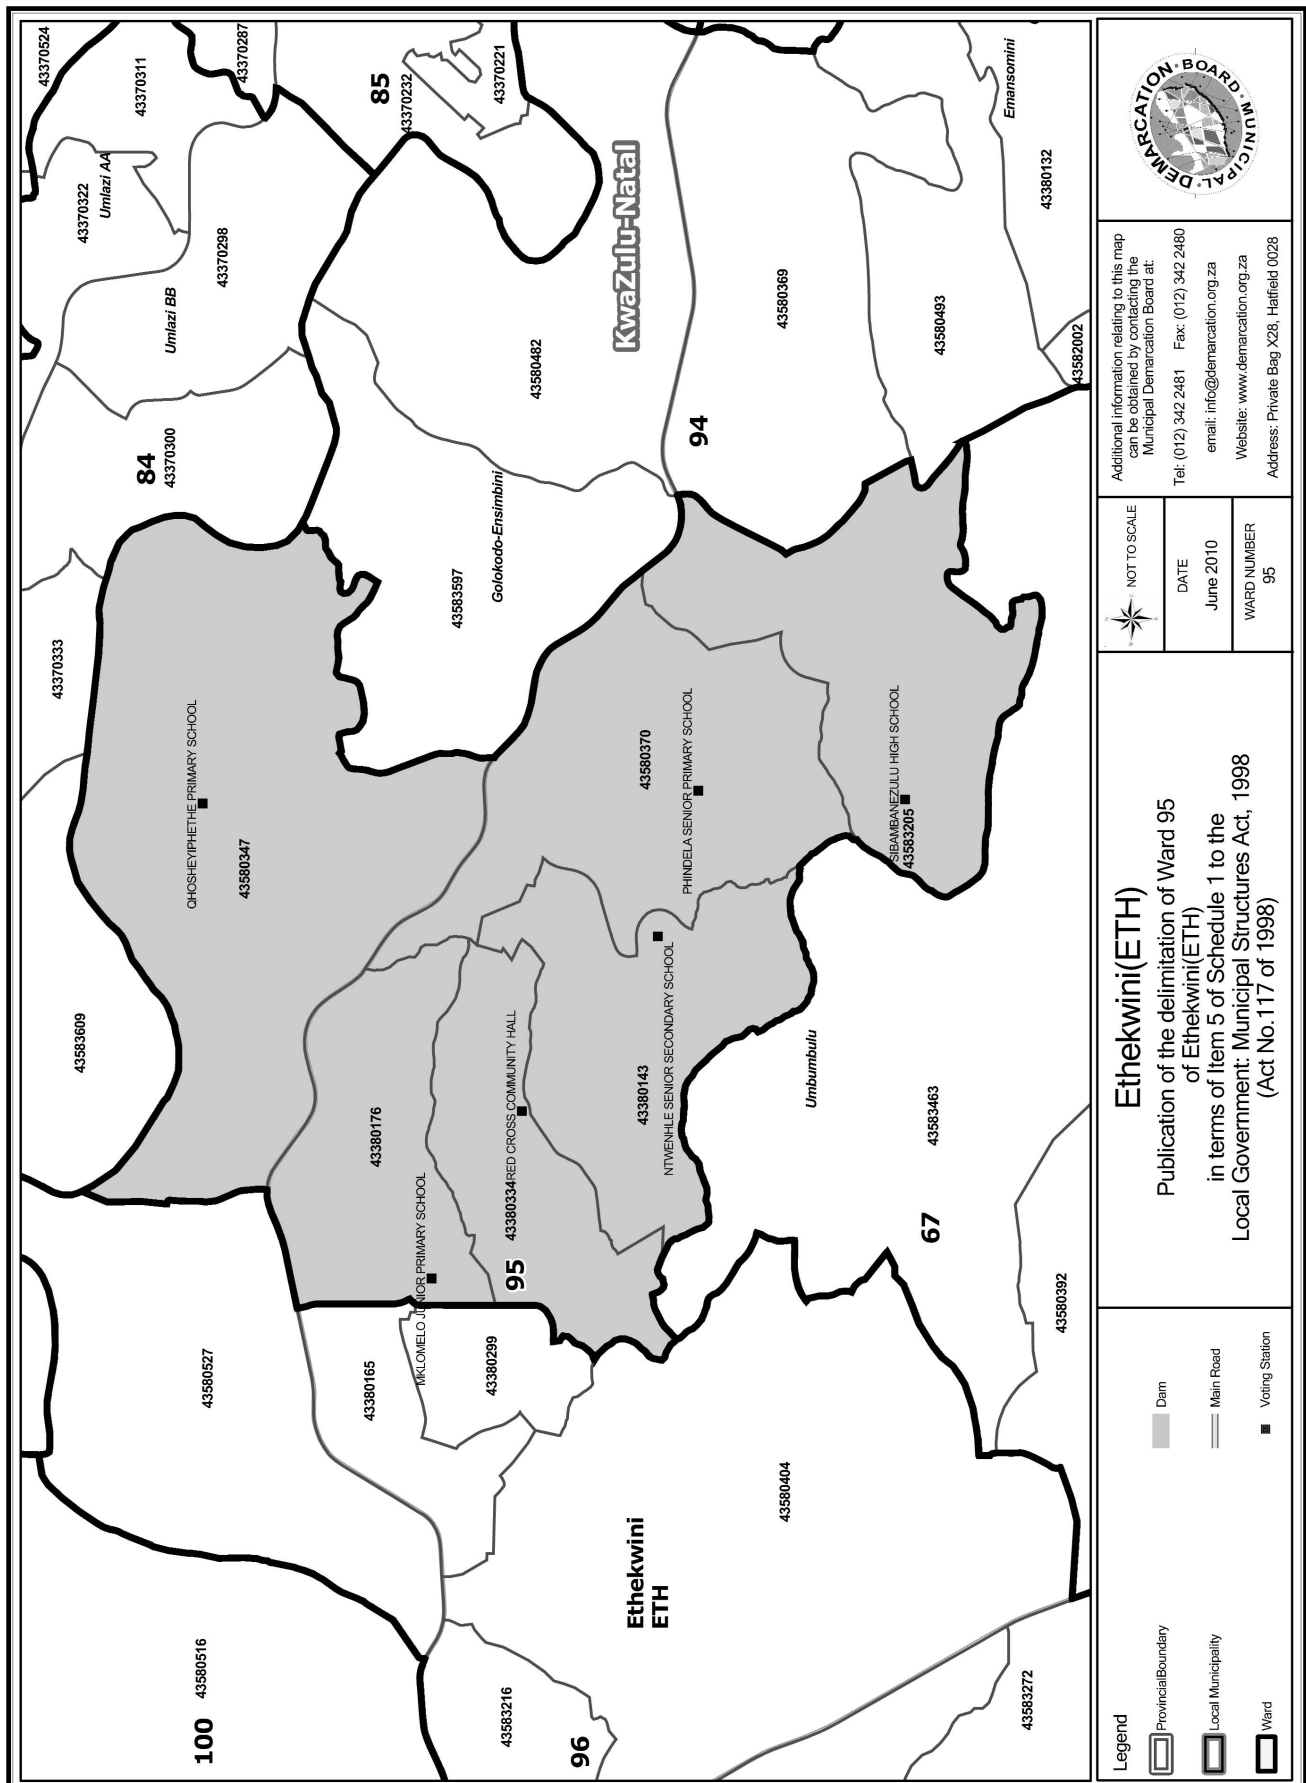 100
43580516
43580527
43583609
43370333
84
43370300
43370322
Umlazi AA
43370524
43370311
43370287
Umlazi BB
43370298
85
43370232
43370221
QHOSHEYIPHETHE PRIMARY SCHOOL
43580347
43380165
43380176
MKLOMELO JUNIOR PRIMARY SCHOOL
43380299
43583597
Golokodo-Ensimbini
43580482
KwaZulu-Natal
96
43583216
95
43380334
RED CROSS COMMUNITY HALL
Ethekwini
ETH
43380143
NTWENHLE SENIOR SECONDARY SCHOOL
43580370
PHINDELA SENIOR PRIMARY SCHOOL
94
43580369
43580404
Umbumbulu
SIBAMBANEZULU HIGH SCHOOL
43583205
43580493
67
43583463
Emansomini
43380132
43583272
43580392
43582002
Legend
ProvincialBoundary
Local Municipality
Ward
Dam
Main Road
Voting Station
Ethekwini(ETH)
Publication of the delimitation of Ward 95
of Ethekwini(ETH)
in terms of Item 5 of Schedule 1 to the
Local Government: Municipal Structures Act, 1998
(Act No.117 of 1998)
NOT TO SCALE
DATE
June 2010
WARD NUMBER
95
Additional information relating to this map
can be obtained by contacting the
Municipal Demarcation Board at:
Tel: (012) 342 2481 Fax: (012) 342 2480
email: info@demarcation.org.za
Website: www.demarcation.org.za
Address: Private Bag X28, Hatfield 0028
MUNICIPAL • DEMARCATION • BOARD •